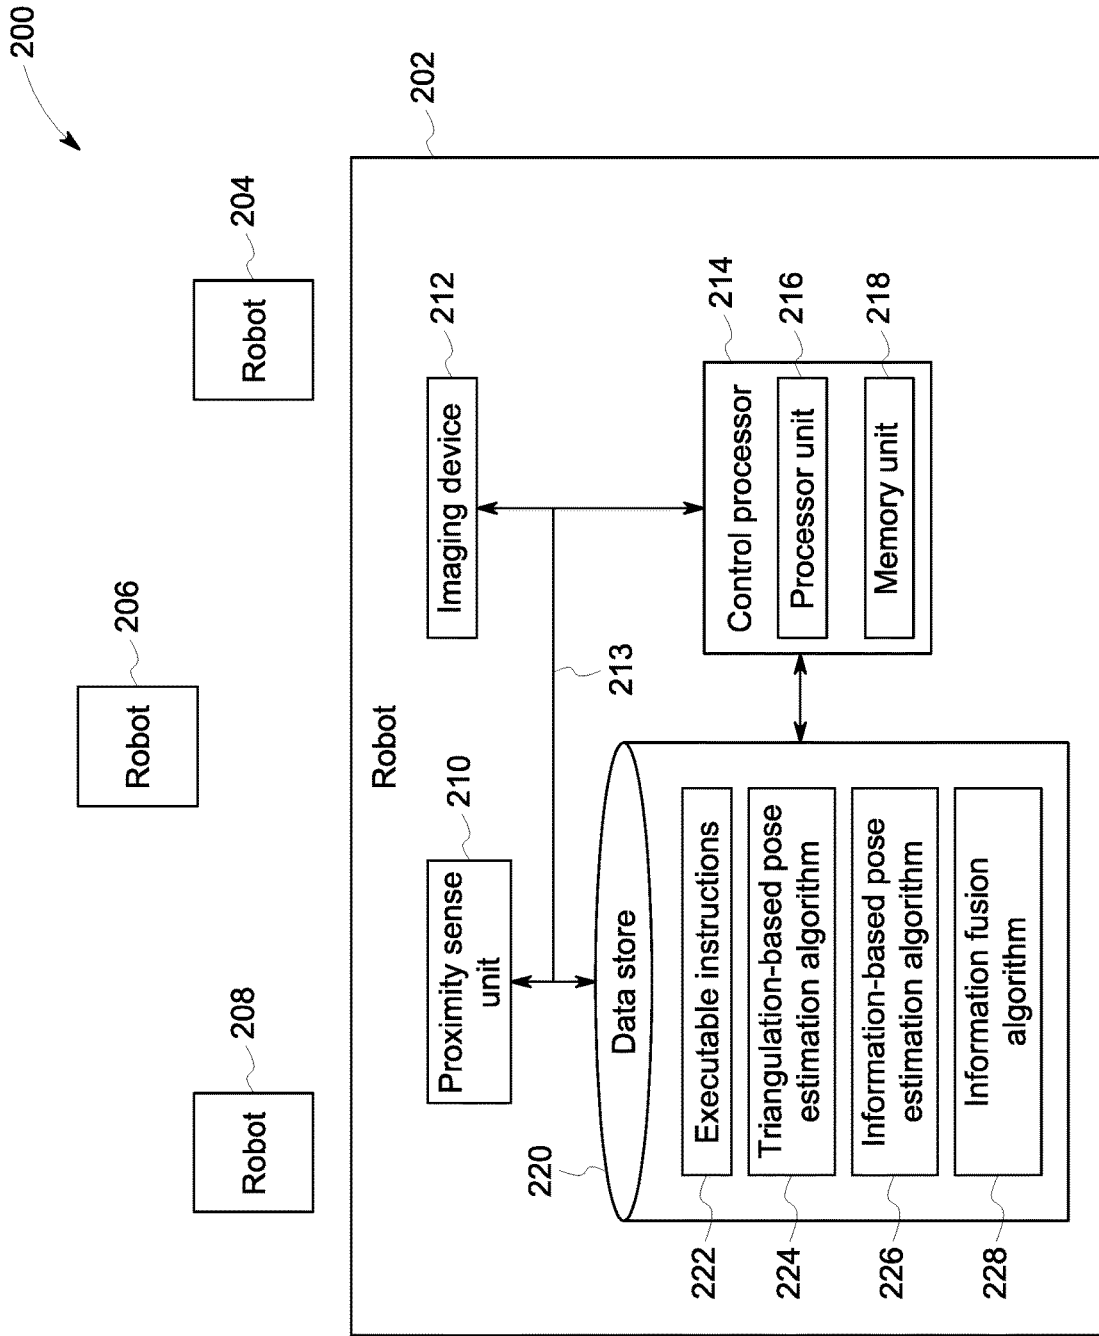 200
206
Robot
208
Robot
204
Robot
202
Robot
210
Proximity sense
unit
212
Imaging device
213
220
Data store
222
Executable instructions
224
Triangulation-based pose
estimation algorithm
226
Information-based pose
estimation algorithm
228
Information fusion
algorithm
214
Control processor
216
Processor unit
218
Memory unit